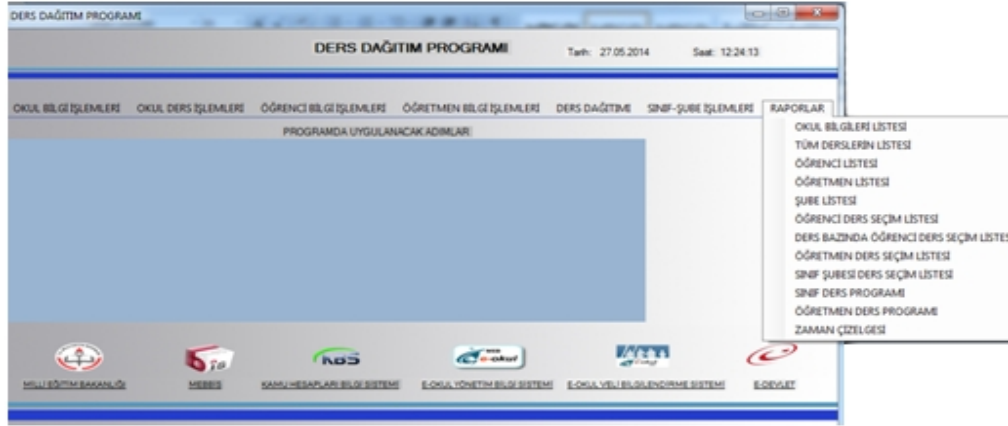 DERS DAĞITIM PROGRAMI
DERS DAĞITIM PROGRAMI
Tarih: 27.05.2014 Saat: 12:24:13
OKUL BİLGİ İŞLEMLERİ OKUL DERS İŞLEMLERİ ÖĞRENCİ BİLGİ İŞLEMLERİ ÖĞRETMEN BİLGİ İŞLEMLERİ DERS DAĞITIMI SINIF-ŞUBE İŞLEMLERİ RAPORLAR
PROGRAMDA UYGULANACAK ADIMLAR
OKUL BİLGİLERİ LİSTESİ
TÜM DERSLERİN LİSTESİ
ÖĞRENCİ LİSTESİ
ÖĞRETMEN LİSTESİ
ŞUBE LİSTESİ
ÖĞRENCİ DERS SEÇİM LİSTESİ
DERS BAZINDA ÖĞRENCİ DERS SEÇİM LİSTES
ÖĞRETMEN DERS SEÇİM LİSTESİ
SINIF ŞUBESİ DERS SEÇİM LİSTESİ
SINIF DERS PROGRAMI
ÖĞRETMEN DERS PROGRAMI
ZAMAN ÇİZELGESİ
KBS
e-okul
MİLLİ EĞİTİM BAKANLIĞI MEBBİS KAMU HESAPLARI BİLGİ SİSTEMİ E-OKUL YÖNETİM BİLGİ SİSTEMİ E-OKUL VELİ BİLGİLENDİRME SİSTEMİ E-DEVLET